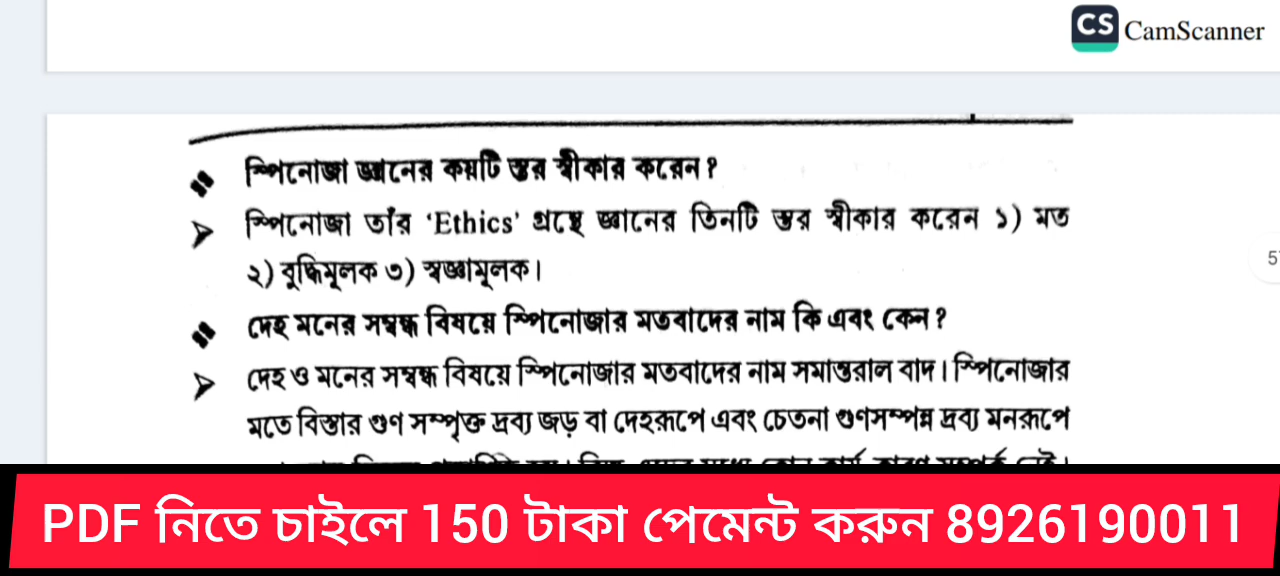 CS CamScanner
স্পিনোজা জ্ঞানের কয়টি স্তর স্বীকার করেন?
স্পিনোজা তাঁর ‘Ethics’ গ্রন্থে জ্ঞানের তিনটি স্তর স্বীকার করেন ১) মত
২) বুদ্ধিমূলক ৩) স্বজ্ঞামূলক।
দেহ মনের সম্বন্ধ বিষয়ে স্পিনোজার মতবাদের নাম কি এবং কেন?
দেহ ও মনের সম্বন্ধ বিষয়ে স্পিনোজার মতবাদের নাম সমান্তরাল বাদ। স্পিনোজার
মতে বিস্তার গুণ সম্পৃক্ত দ্রব্য জড় বা দেহরূপে এবং চেতনা গুণসম্পন্ন দ্রব্য মনরূপে
PDF নিতে চাইলে 150 টাকা পেমেন্ট করুন 8926190011